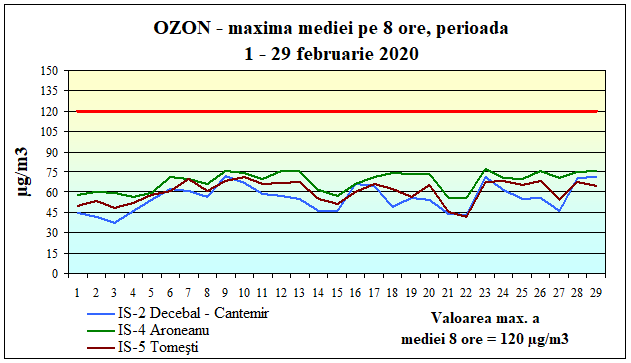 OZON - maxima mediei pe 8 ore, perioada
1 - 29 februarie 2020
µg/m3
150
135
120
105
90
75
60
45
30
15
0
1 2 3 4 5 6 7 8 9 10 11 12 13 14 15 16 17 18 19 20 21 22 23 24 25 26 27 28 29
IS-2 Decebal - Cantemir
IS-4 Aroneanu
IS-5 Tomeşti
Valoarea max. a
mediei 8 ore = 120 µg/m3